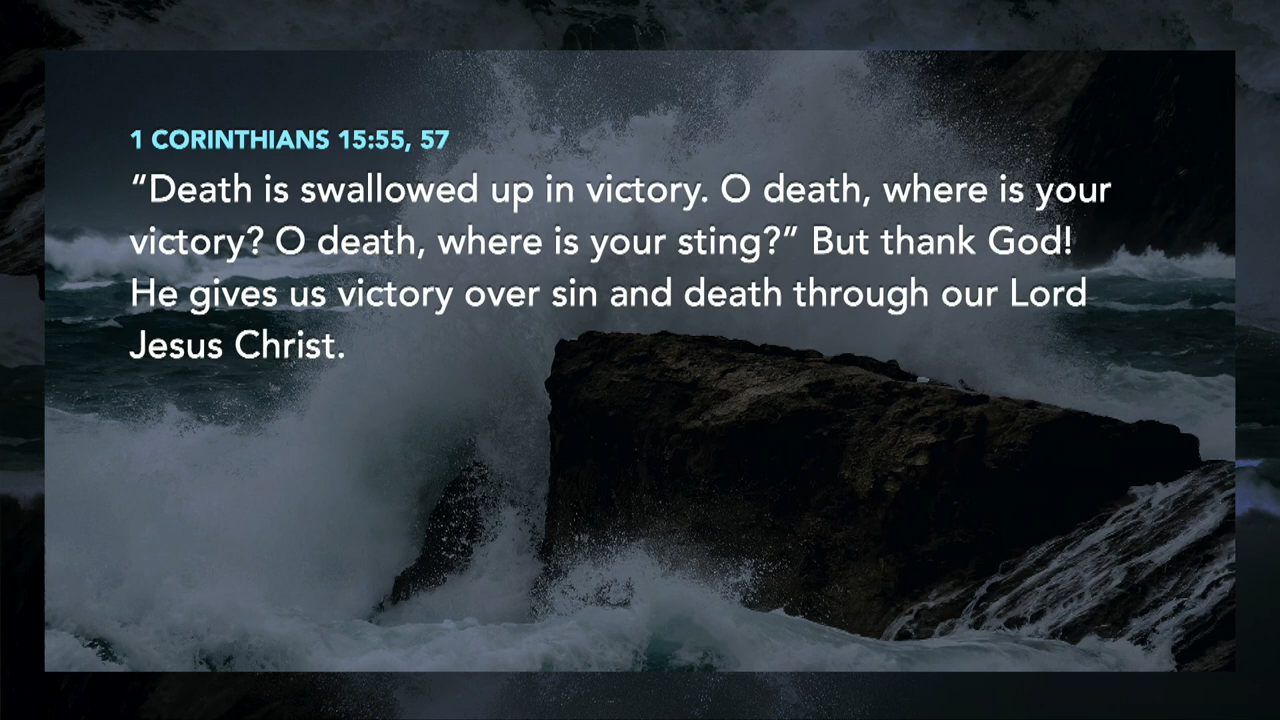 1 CORINTHIANS 15:55, 57
“Death is swallowed up in victory. O death, where is your
victory? O death, where is your sting?” But thank God!
He gives us victory over sin and death through our Lord
Jesus Christ.